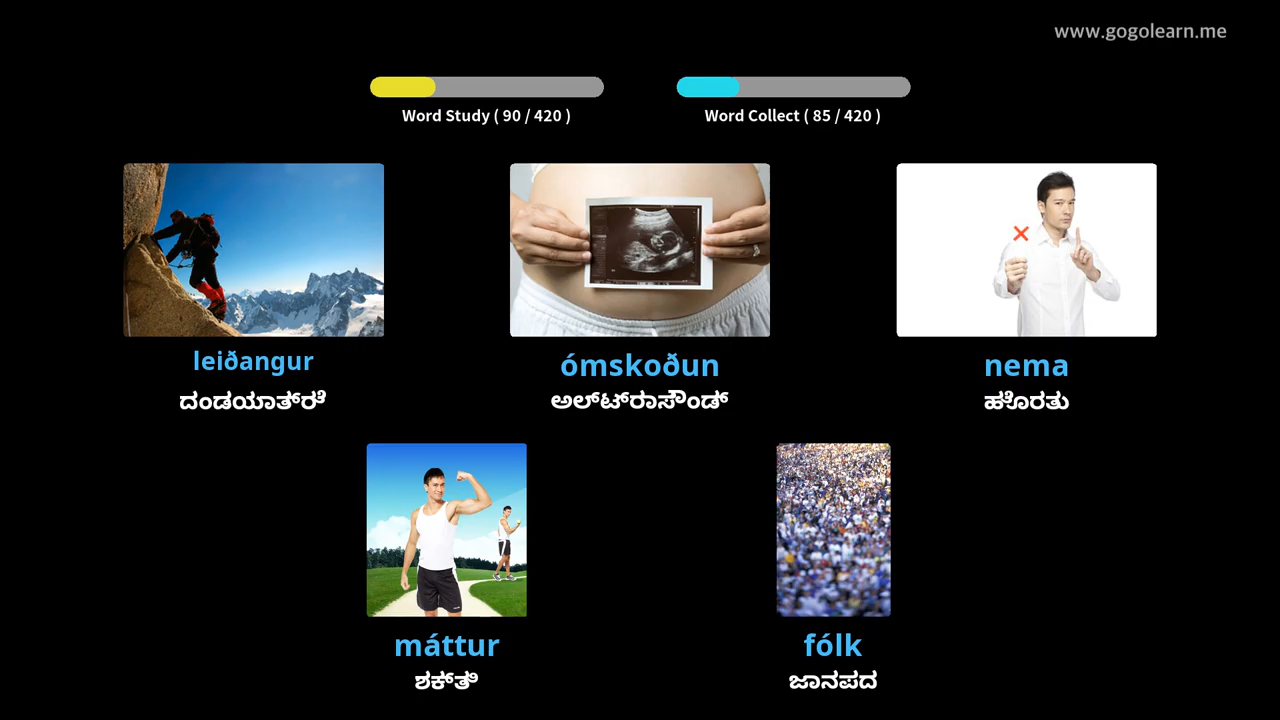 www.gogolearn.me
Word Study ( 90 / 420 )
Word Collect ( 85 / 420 )
leiðangur
ದಂಡಯಾತ್ರೆ
ómskoðun
ಅಲ್ಟ್ರಾಸೌಂಡ್
nema
ಹೊರತು
máttur
ಶಕ್ತಿ
fólk
ಜಾನಪದ